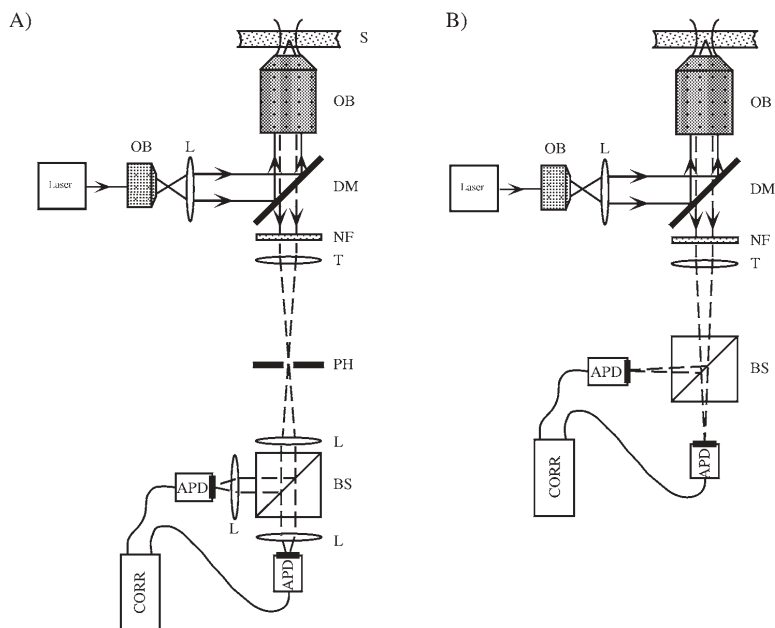 A)
S
OB
OB
L
Laser
DM
NF
T
PH
L
APD
BS
L
L
APD
CORR
B)
OB
OB
L
Laser
DM
NF
T
APD
BS
CORR
APD